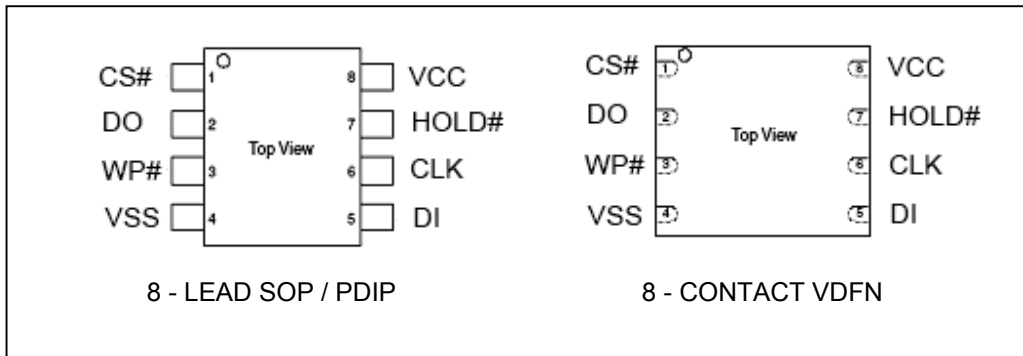 CS# 1 8 VCC
DO 2 7 HOLD#
Top View
WP# 3 6 CLK
VSS 4 5 DI
8 - LEAD SOP / PDIP
CS# 1 8 VCC
DO 2 7 HOLD#
Top View
WP# 3 6 CLK
VSS 4 5 DI
8 - CONTACT VDFN